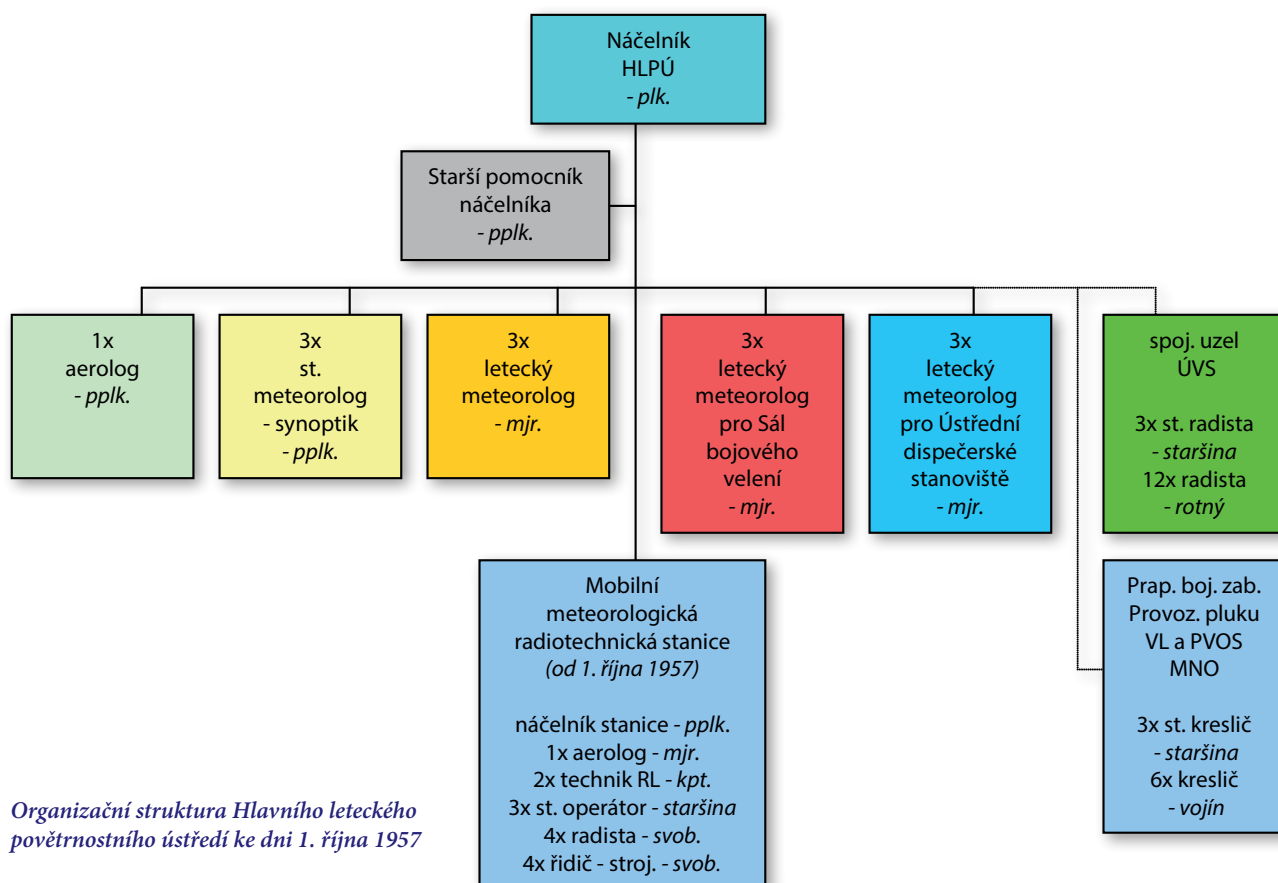 Náčelník
HLPÚ
- plk.
Starší pomocník
náčelníka
- pplk.
1x
aerolog
- pplk.
3x
st.
meteorolog
- synoptik
- pplk.
3x
letecký
meteorolog
- mjr.
3x
letecký
meteorolog
pro Sál
bojového
velení
- mjr.
3x
letecký
meteorolog
pro Ústřední
dispečerské
stanoviště
- mjr.
spoj. uzel
ÚVS
3x st. radista
- staršina
12x radista
- rotný
Mobilní
meteorologická
radiotechnická stanice
(od 1. října 1957)
náčelník stanice - pplk.
1x aerolog - mjr.
2x technik RL - kpt.
3x st. operátor - staršina
4x radista - svob.
4x řidič - stroj. - svob.
Prap. boj. zab.
Provoz. pluku
VL a PVOS
MNO
3x st. kreslič
- staršina
6x kreslič
- vojín
Organizační struktura Hlavního leteckého
povětrnostního ústředí ke dni 1. října 1957